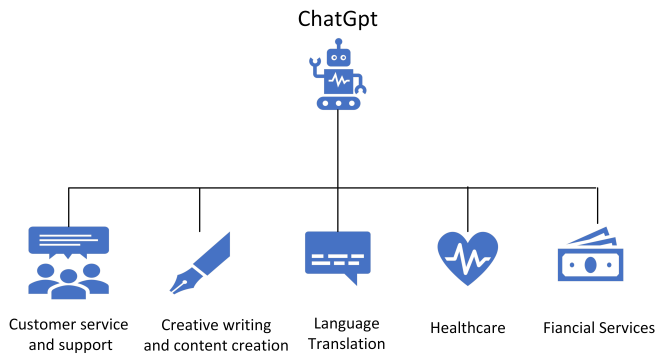 ChatGpt
Customer service
and support
Creative writing
and content creation
Language
Translation
Healthcare
Fiancial Services